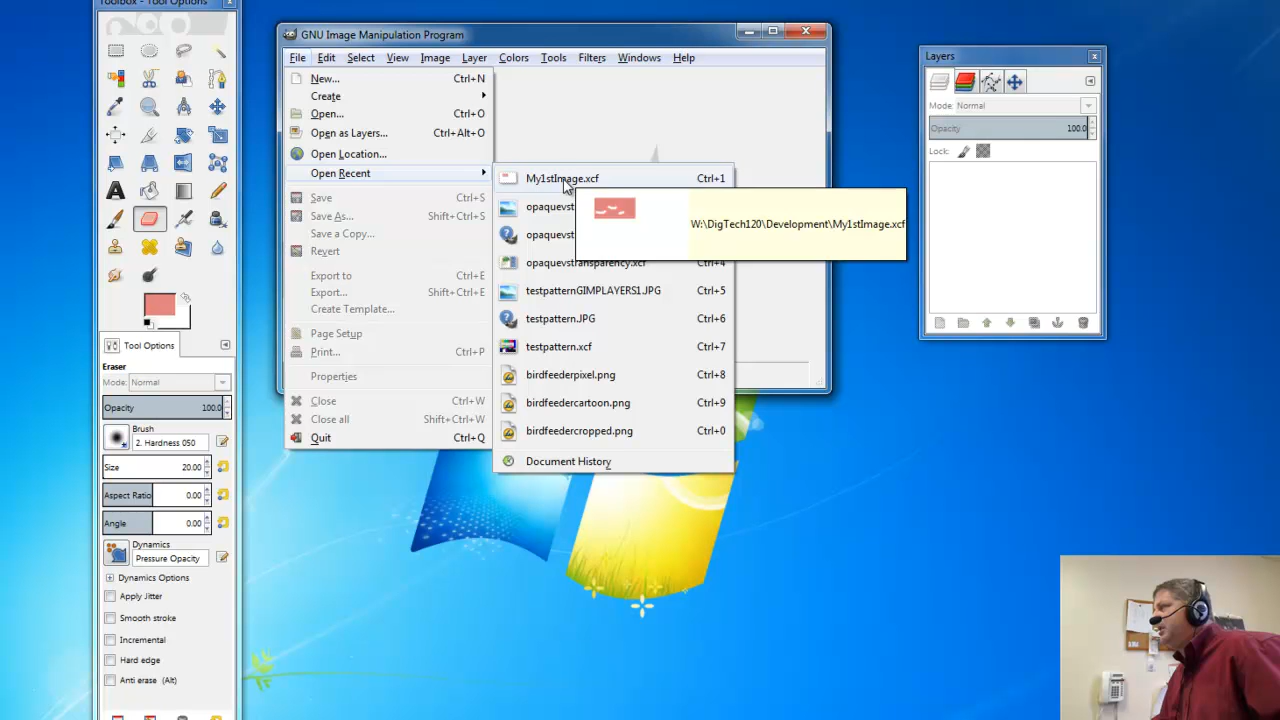 Toolbox - Tool Options
GNU Image Manipulation Program
File Edit Select View Image Layer Colors Tools Filters Windows Help
New... Ctrl+N
Create
Open... Ctrl+O
Open as Layers... Ctrl+Alt+O
Open Location...
Open Recent
Save Ctrl+S
Save As... Shift+Ctrl+S
Save a Copy...
Revert
Export to Ctrl+E
Export... Shift+Ctrl+E
Create Template...
Page Setup
Print... Ctrl+P
Properties
Close Ctrl+W
Close all Shift+Ctrl+W
Quit Ctrl+Q
My1stImage.xcf Ctrl+1
opaquevst
opaquevst
opaquevstransparency.xcf Ctrl+4
testpatternGIMPLAYERS1.JPG Ctrl+5
testpattern.JPG Ctrl+6
testpattern.xcf Ctrl+7
birdfeederpixel.png Ctrl+8
birdfeedercartoon.png Ctrl+9
birdfeedercropped.png Ctrl+0
Document History
W:\DigTech120\Development\My1stImage.xcf
Layers
Mode: Normal
Opacity 100.0
Lock:
Tool Options
Eraser
Mode: Normal
Opacity 100.0
Brush
2. Hardness 050
Size 20.00
Aspect Ratio 0.00
Angle 0.00
Dynamics
Pressure Opacity
Dynamics Options
Apply Jitter
Smooth stroke
Incremental
Hard edge
Anti erase (Alt)